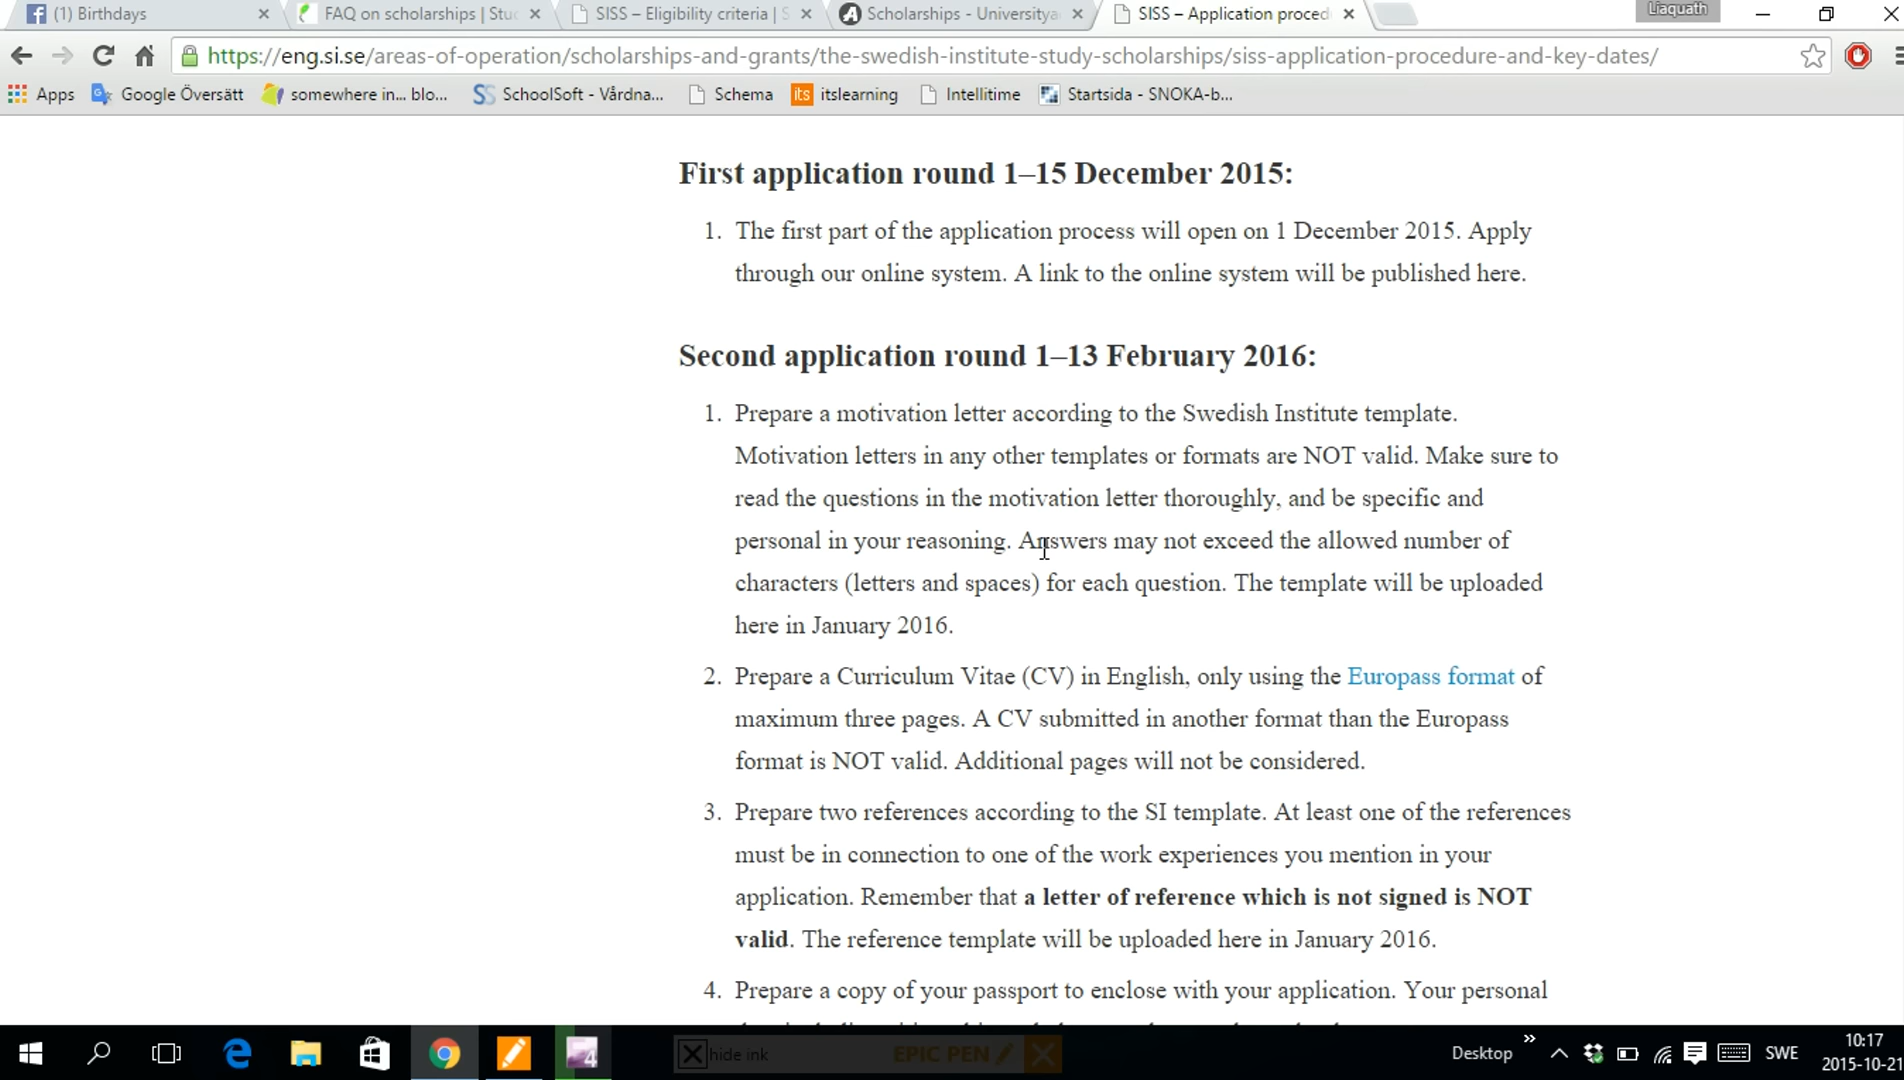 (1) Birthdays
FAQ on scholarships | Stu
SISS – Eligibility criteria | S
Scholarships - Universitya
SISS – Application proced
Liaquath
https://eng.si.se/areas-of-operation/scholarships-and-grants/the-swedish-institute-study-scholarships/siss-application-procedure-and-key-dates/
Apps
Google Översätt
somewhere in... blo...
SchoolSoft - Vårdna...
Schema
its itslearning
Intellitime
Startsida - SNOKA-b...
First application round 1–15 December 2015:
1. The first part of the application process will open on 1 December 2015. Apply
through our online system. A link to the online system will be published here.
Second application round 1–13 February 2016:
1. Prepare a motivation letter according to the Swedish Institute template.
Motivation letters in any other templates or formats are NOT valid. Make sure to
read the questions in the motivation letter thoroughly, and be specific and
personal in your reasoning. Answers may not exceed the allowed number of
characters (letters and spaces) for each question. The template will be uploaded
here in January 2016.
2. Prepare a Curriculum Vitae (CV) in English, only using the Europass format of
maximum three pages. A CV submitted in another format than the Europass
format is NOT valid. Additional pages will not be considered.
3. Prepare two references according to the SI template. At least one of the references
must be in connection to one of the work experiences you mention in your
application. Remember that a letter of reference which is not signed is NOT
valid. The reference template will be uploaded here in January 2016.
4. Prepare a copy of your passport to enclose with your application. Your personal
hide ink
EPIC PEN
4
Desktop
SWE
10:17
2015-10-21